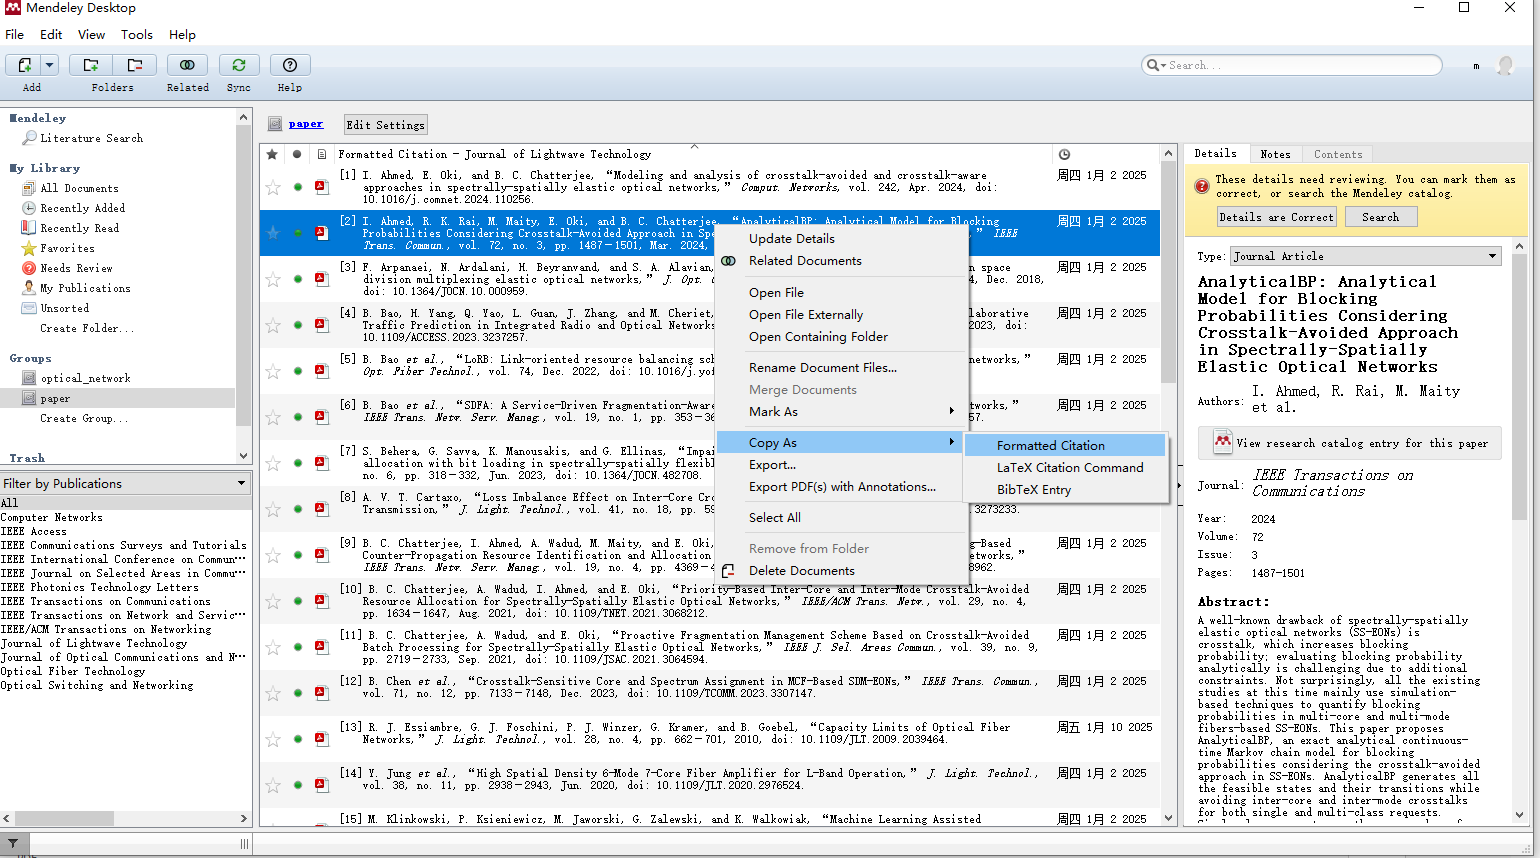 Mendeley Desktop
File Edit View Tools Help
Add Folders Related Sync Help
Search...
m
Mendeley
Literature Search
My Library
All Documents
Recently Added
Recently Read
Favorites
Needs Review
My Publications
Unsorted
Create Folder...
Groups
optical_network
paper
Create Group...
Trash
Filter by Publications
All
Computer Networks
IEEE Access
IEEE Communications Surveys and Tutorials
IEEE International Conference on Commun···
IEEE Journal on Selected Areas in Commu···
IEEE Photonics Technology Letters
IEEE Transactions on Communications
IEEE Transactions on Network and Servic···
IEEE/ACM Transactions on Networking
Journal of Lightwave Technology
Journal of Optical Communications and N···
Optical Fiber Technology
Optical Switching and Networking
paper Edit Settings
Formatted Citation - Journal of Lightwave Technology
[1] I. Ahmed, E. Oki, and B. C. Chatterjee, “Modeling and analysis of crosstalk-avoided and crosstalk-aware 周四 1月 2 2025
approaches in spectrally-spatially elastic optical networks,” Comput. Networks, vol. 242, Apr. 2024, doi:
10.1016/j.comnet.2024.110256.
[2] I. Ahmed, R. K. Rai, M. Maity, E. Oki, and B. C. Chatterjee, “AnalyticalBP: Analytical Model for Blocking 周四 1月 2 2025
Probabilities Considering Crosstalk-Avoided Approach in Sp ,” IEEE
Trans. Commun., vol. 72, no. 3, pp. 1487-1501, Mar. 2024,
[3] F. Arpanaei, N. Ardalani, H. Beyranvand, and S. A. Alavian, n space 周四 1月 2 2025
division multiplexing elastic optical networks,” J. Opt. 4, Dec. 2018,
doi: 10.1364/JOCN.10.000959.
[4] B. Bao, H. Yang, Q. Yao, L. Guan, J. Zhang, and M. Cheriet, laborative 周四 1月 2 2025
Traffic Prediction in Integrated Radio and Optical Networks 2023, doi:
10.1109/ACCESS.2023.3237257.
[5] B. Bao et al., “LoRB: Link-oriented resource balancing sch networks,” 周四 1月 2 2025
Opt. Fiber Technol., vol. 74, Dec. 2022, doi: 10.1016/j.yof
[6] B. Bao et al., “SDFA: A Service-Driven Fragmentation-Aware tworks,” 周四 1月 2 2025
IEEE Trans. Netw. Serv. Manag., vol. 19, no. 1, pp. 353-36 57.
[7] S. Behera, G. Savva, K. Manousakis, and G. Ellinas, “Impai 周四 1月 2 2025
allocation with bit loading in spectrally-spatially flexibl
no. 6, pp. 318-332, Jun. 2023, doi: 10.1364/JOCN.482708.
[8] A. V. T. Cartaxo, “Loss Imbalance Effect on Inter-Core Cro 周四 1月 2 2025
Transmission,” J. Light. Technol., vol. 41, no. 18, pp. 59 3273233.
[9] B. C. Chatterjee, I. Ahmed, A. Wadud, M. Maity, and E. Oki, ng-Based 周四 1月 2 2025
Counter-Propagation Resource Identification and Allocation etworks,”
IEEE Trans. Netw. Serv. Manag., vol. 19, no. 4, pp. 4369-4 8962.
[10] B. C. Chatterjee, A. Wadud, I. Ahmed, and E. Oki, “Priority-Based Inter-Core and Inter-Mode Crosstalk-Avoided 周四 1月 2 2025
Resource Allocation for Spectrally-Spatially Elastic Optical Networks,” IEEE/ACM Trans. Netw., vol. 29, no. 4,
pp. 1634-1647, Aug. 2021, doi: 10.1109/TNET.2021.3068212.
[11] B. C. Chatterjee, A. Wadud, and E. Oki, “Proactive Fragmentation Management Scheme Based on Crosstalk-Avoided 周四 1月 2 2025
Batch Processing for Spectrally-Spatially Elastic Optical Networks,” IEEE J. Sel. Areas Commun., vol. 39, no. 9,
pp. 2719-2733, Sep. 2021, doi: 10.1109/JSAC.2021.3064594.
[12] B. Chen et al., “Crosstalk-Sensitive Core and Spectrum Assignment in MCF-Based SDM-EONs,” IEEE Trans. Commun., 周四 1月 2 2025
vol. 71, no. 12, pp. 7133-7148, Dec. 2023, doi: 10.1109/TCOMM.2023.3307147.
[13] R. J. Essiambre, G. J. Foschini, P. J. Winzer, G. Kramer, and B. Goebel, “Capacity Limits of Optical Fiber 周五 1月 10 2025
Networks,” J. Light. Technol., vol. 28, no. 4, pp. 662-701, 2010, doi: 10.1109/JLT.2009.2039464.
[14] Y. Jung et al., “High Spatial Density 6-Mode 7-Core Fiber Amplifier for L-Band Operation,” J. Light. Technol., 周四 1月 2 2025
vol. 38, no. 11, pp. 2938-2943, Jun. 2020, doi: 10.1109/JLT.2020.2976524.
[15] M. Klinkowski, P. Ksieniewicz, M. Jaworski, G. Zalewski, and K. Walkowiak, “Machine Learning Assisted 周四 1月 2 2025
Update Details
Related Documents
Open File
Open File Externally
Open Containing Folder
Rename Document Files...
Merge Documents
Mark As
Copy As
Export...
Export PDF(s) with Annotations...
Select All
Remove from Folder
Delete Documents
Formatted Citation
LaTeX Citation Command
BibTeX Entry
Details Notes Contents
These details need reviewing. You can mark them as
correct, or search the Mendeley catalog.
Details are Correct Search
Type: Journal Article
AnalyticalBP: Analytical
Model for Blocking
Probabilities Considering
Crosstalk-Avoided Approach
in Spectrally-Spatially
Elastic Optical Networks
Authors: I. Ahmed, R. Rai, M. Maity
et al.
View research catalog entry for this paper
Journal: IEEE Transactions on
Communications
Year: 2024
Volume: 72
Issue: 3
Pages: 1487-1501
Abstract:
A well-known drawback of spectrally-spatially
elastic optical networks (SS-EONs) is
crosstalk, which increases blocking
probability; evaluating blocking probability
analytically is challenging due to additional
constraints. Not surprisingly, all the existing
studies at this time mainly use simulation-
based techniques to quantify blocking
probabilities in multi-core and multi-mode
fibers-based SS-EONs. This paper proposes
AnalyticalBP, an exact analytical continuous-
time Markov chain model for blocking
probabilities considering the crosstalk-avoided
approach in SS-EONs. AnalyticalBP generates all
the feasible states and their transitions while
avoiding inter-core and inter-mode crosstalks
for both single and multi-class requests.